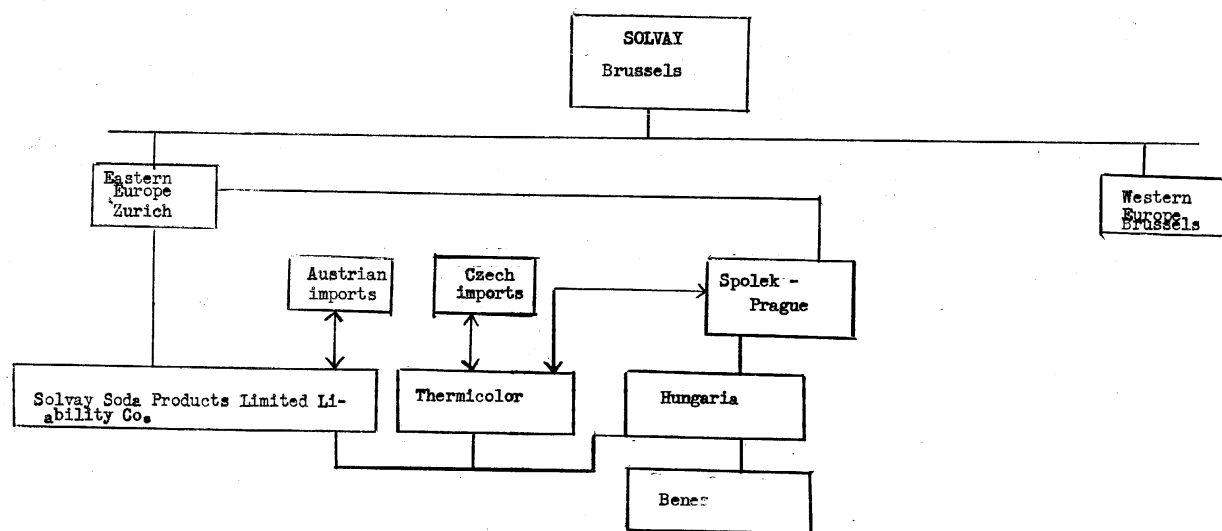 SOLVAY
Brussels
Eastern
Europe
Zurich
Western
Europe
Brussels
Austrian
imports
Czech
imports
Spolek -
Prague
Solvay Soda Products Limited Li-
ability Co.
Thermicolor
Hungaria
Benes